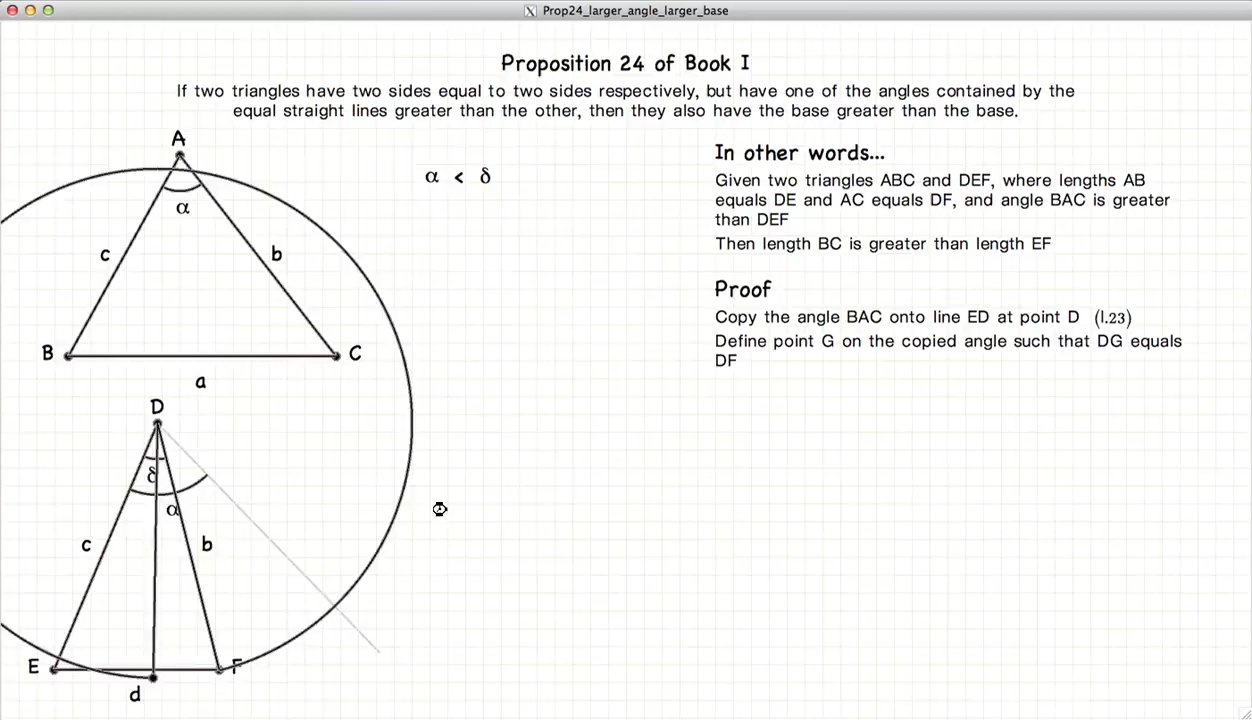 Prop24_larger_angle_larger_base
Proposition 24 of Book I
If two triangles have two sides equal to two sides respectively, but have one of the angles contained by the
equal straight lines greater than the other, then they also have the base greater than the base.
A
α < δ
α
c
b
B
C
a
D
δ
α
c
b
E
F
d
In other words...
Given two triangles ABC and DEF, where lengths AB
equals DE and AC equals DF, and angle BAC is greater
than DEF
Then length BC is greater than length EF
Proof
Copy the angle BAC onto line ED at point D (I.23)
Define point G on the copied angle such that DG equals
DF